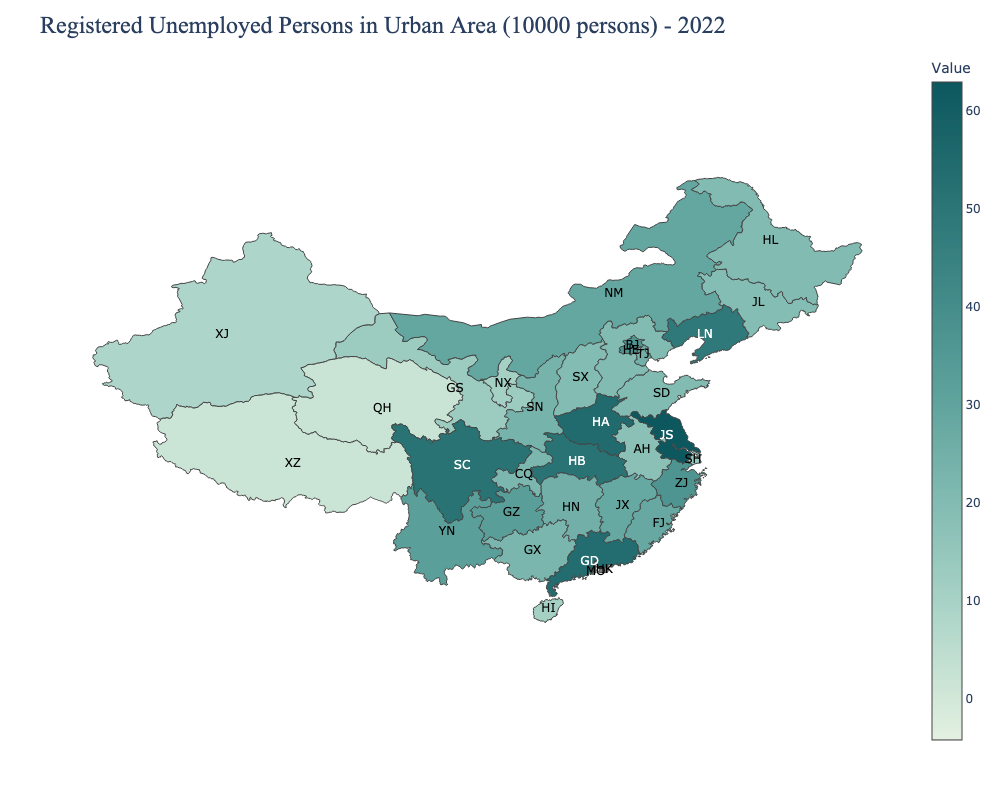 Registered Unemployed Persons in Urban Area (10000 persons) - 2022
Value
60
50
40
30
20
10
0
HL
NM
JL
XJ
LN
BJ
HE
TJ
SX
NX
GS
SD
SN
QH
HA
JS
AH
SH
XZ
SC
HB
CQ
ZJ
GZ
HN
JX
FJ
YN
GX
GD
HK
MO
HI